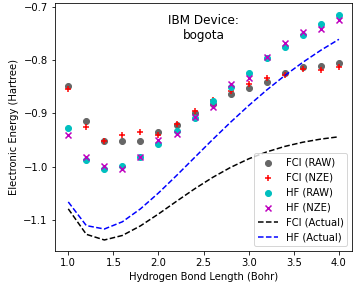 IBM Device:
bogota
−0.7
−0.8
−0.9
−1.0
−1.1
Electronic Energy (Hartree)
FCI (RAW)
FCI (NZE)
HF (RAW)
HF (NZE)
FCI (Actual)
HF (Actual)
1.0 1.5 2.0 2.5 3.0 3.5 4.0
Hydrogen Bond Length (Bohr)